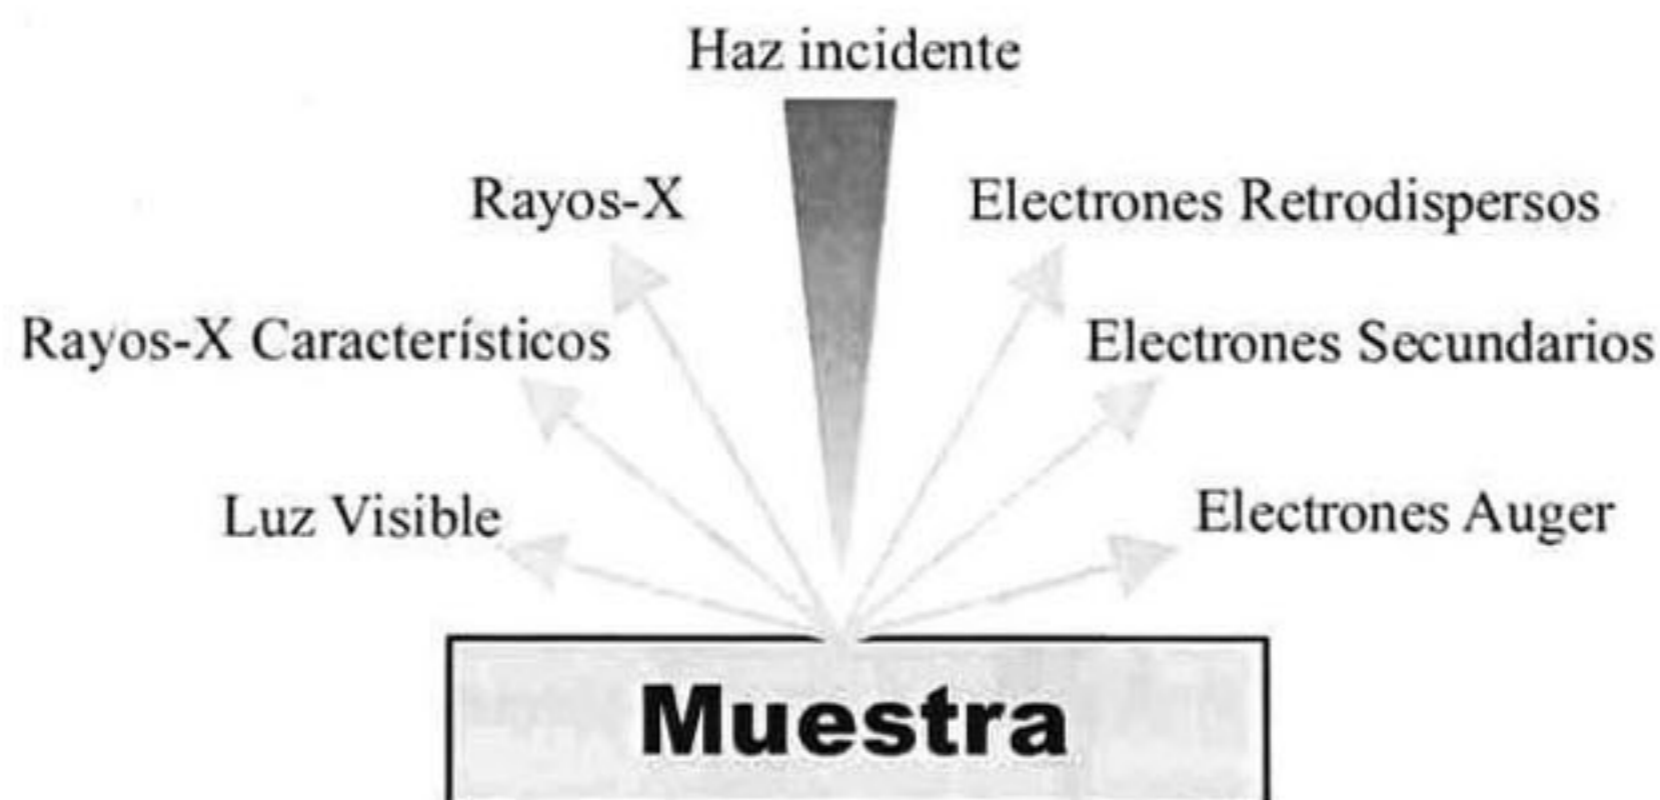 Haz incidente
Rayos-X
Electrones Retrodispersos
Rayos-X Característicos
Electrones Secundarios
Luz Visible
Electrones Auger
Muestra